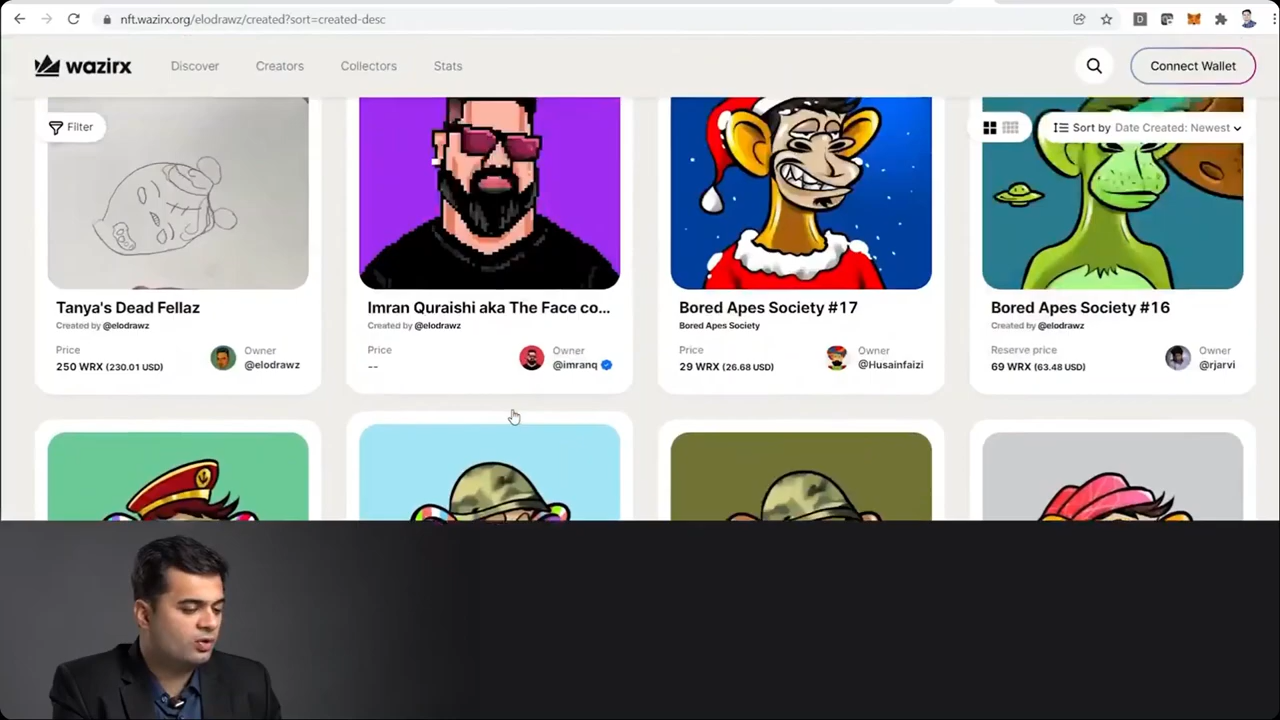 nft.wazirx.org/elodrawz/created?sort=created-desc
wazirx
Discover
Creators
Collectors
Stats
Connect Wallet
Filter
Sort by Date Created: Newest
Tanya's Dead Fellaz
Created by @elodrawz
Price
250 WRX (230.01 USD)
Owner
@elodrawz
Imran Quraishi aka The Face co...
Created by @elodrawz
Price
--
Owner
@imranq
Bored Apes Society #17
Bored Apes Society
Price
29 WRX (26.68 USD)
Owner
@Husainfaizi
Bored Apes Society #16
Created by @elodrawz
Reserve price
69 WRX (63.48 USD)
Owner
@rjarvi